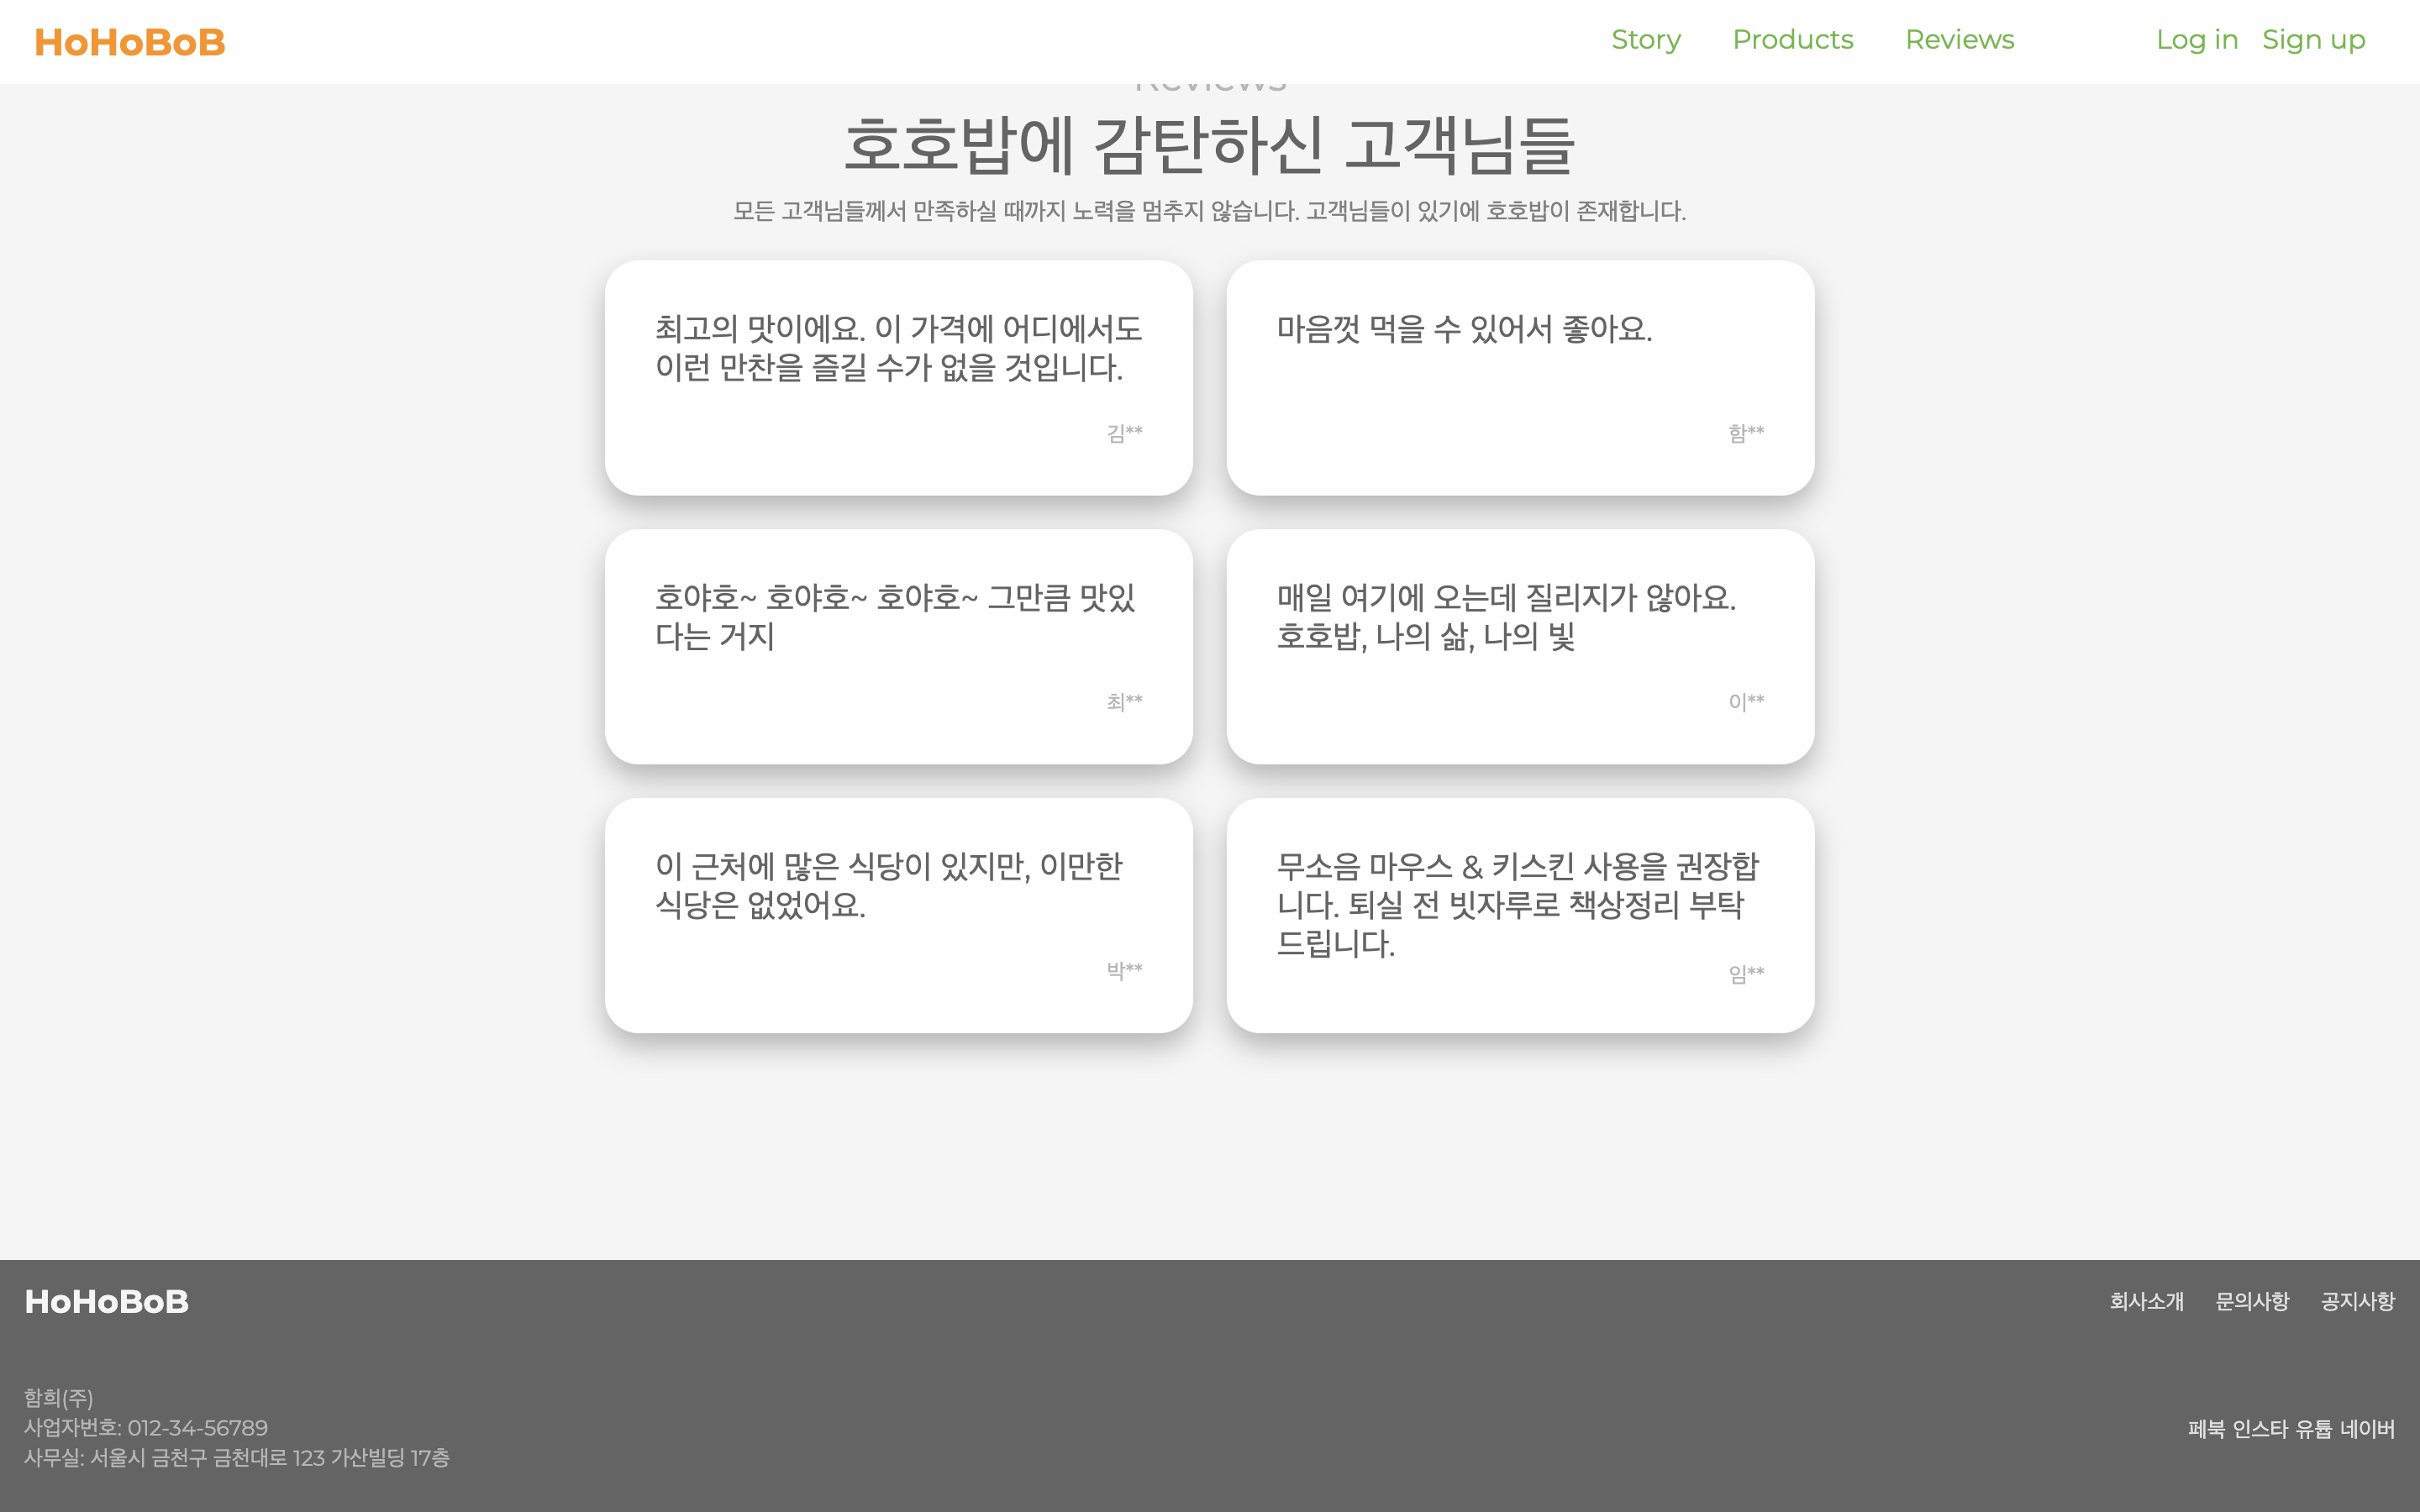 HoHoBoB
Story Products Reviews Log in Sign up
Reviews
호호밥에 감탄하신 고객님들
모든 고객님들께서 만족하실 때까지 노력을 멈추지 않습니다. 고객님들이 있기에 호호밥이 존재합니다.
최고의 맛이에요. 이 가격에 어디에서도
이런 만찬을 즐길 수가 없을 것입니다.
김**
마음껏 먹을 수 있어서 좋아요.
함**
호야호~ 호야호~ 호야호~ 그만큼 맛있
다는 거지
최**
매일 여기에 오는데 질리지가 않아요.
호호밥, 나의 삶, 나의 빛
이**
이 근처에 많은 식당이 있지만, 이만한
식당은 없었어요.
박**
무소음 마우스 & 키스킨 사용을 권장합
니다. 퇴실 전 빗자루로 책상정리 부탁
드립니다.
임**
HoHoBoB
회사소개 문의사항 공지사항
함희(주)
사업자번호: 012-34-56789
사무실: 서울시 금천구 금천대로 123 가산빌딩 17층
페북 인스타 유튭 네이버